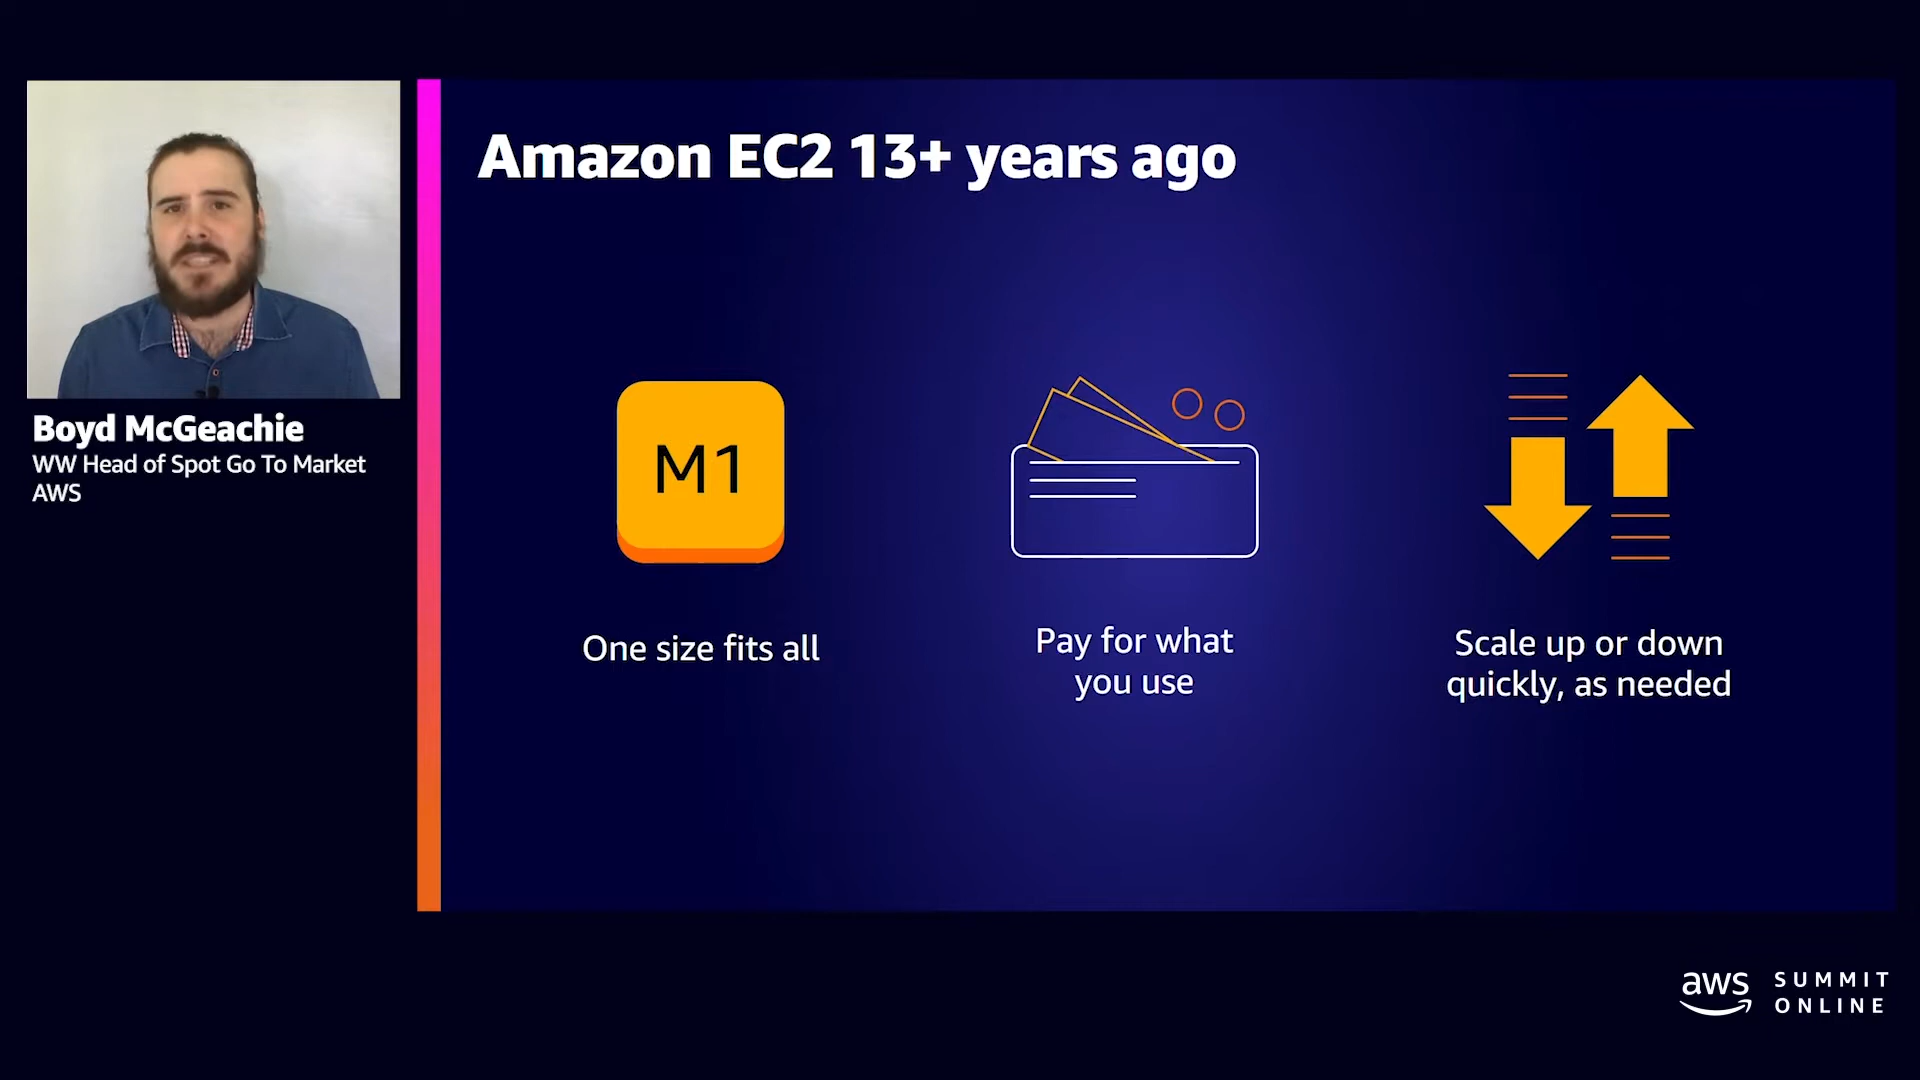 Amazon EC2 13+ years ago
Boyd McGeachie
WW Head of Spot Go To Market
AWS
M1
One size fits all
Pay for what
you use
Scale up or down
quickly, as needed
aws
SUMMIT
ONLINE